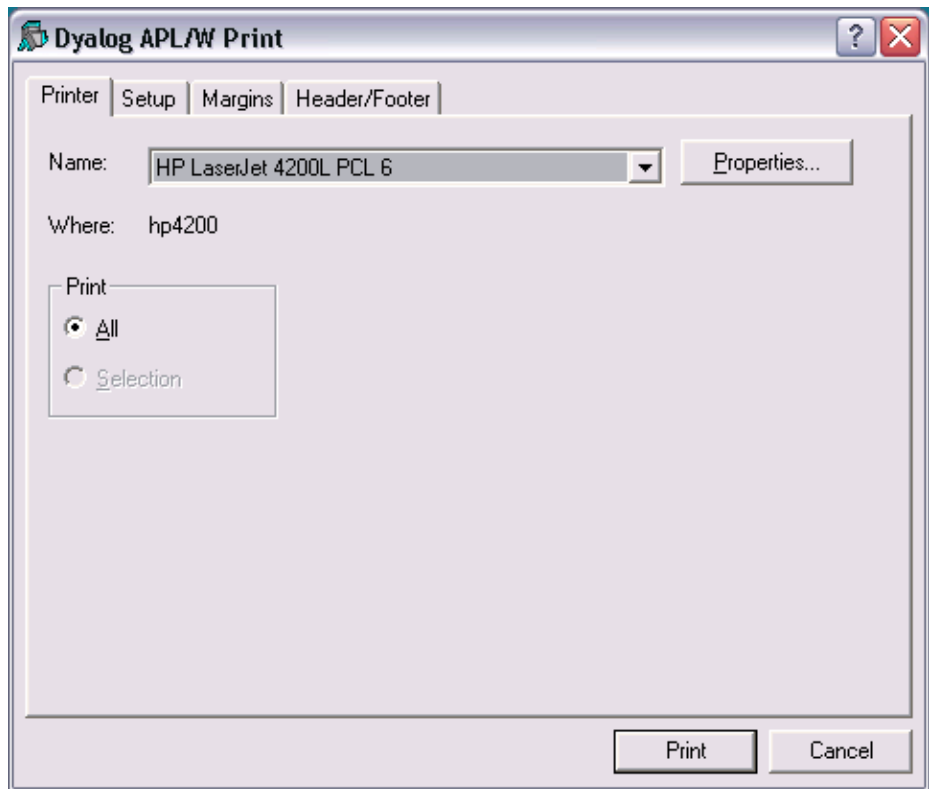 Dyalog APL/W Print
?
Printer Setup Margins Header/Footer
Name: HP LaserJet 4200L PCL 6 Properties...
Where: hp4200
Print
All
Selection
Print Cancel